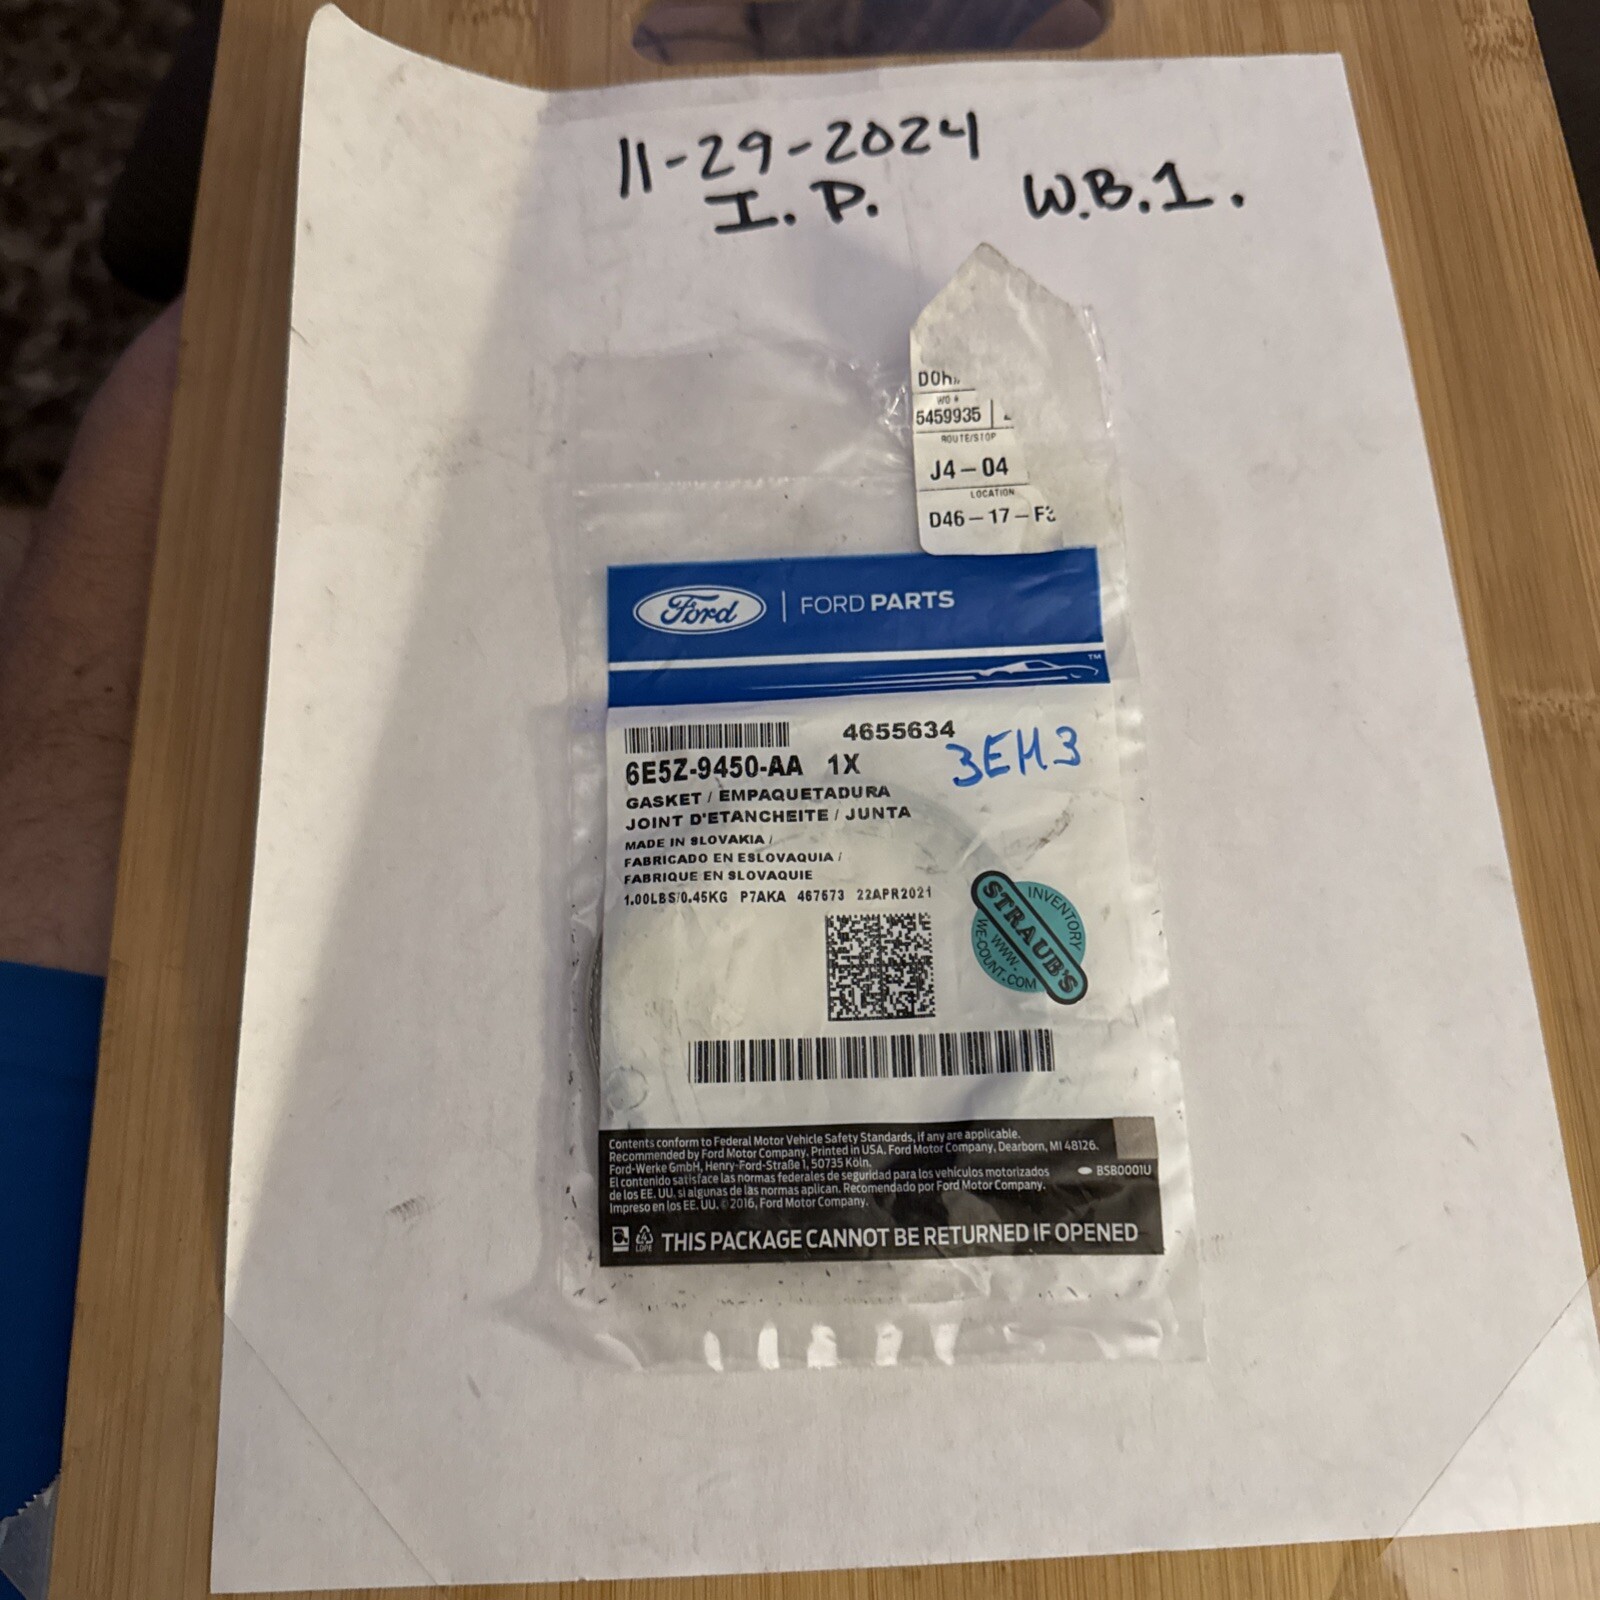 11-29-2024
I. P. W.B.1.
WO #
5459935
ROUTE/STOP
J4-04
LOCATION
D46-17-F3
Ford FORD PARTS
TM
4655634
6E5Z-9450-AA 1X
3EM3
GASKET / EMPAQUETADURA
JOINT D'ETANCHEITE / JUNTA
MADE IN SLOVAKIA /
FABRICADO EN ESLOVAQUIA /
FABRIQUE EN SLOVAQUIE
1.00LBS/0.45KG P7AKA 467673 22APR2021
INVENTORY
STRAUB'S
WWW.
WE-COUNT.COM
Contents conform to Federal Motor Vehicle Safety Standards, if any are applicable.
Recommended by Ford Motor Company. Printed in USA. Ford Motor Company, Dearborn, MI 48126.
Ford-Werke GmbH, Henry-Ford-Straße 1, 50735 Köln.
El contenido satisface las normas federales de seguridad para los vehículos motorizados
de los EE. UU. si algunas de las normas aplican. Recomendado por Ford Motor Company.
Impreso en los EE. UU. ©2016, Ford Motor Company.
BSB0001U
4
LDPE
THIS PACKAGE CANNOT BE RETURNED IF OPENED